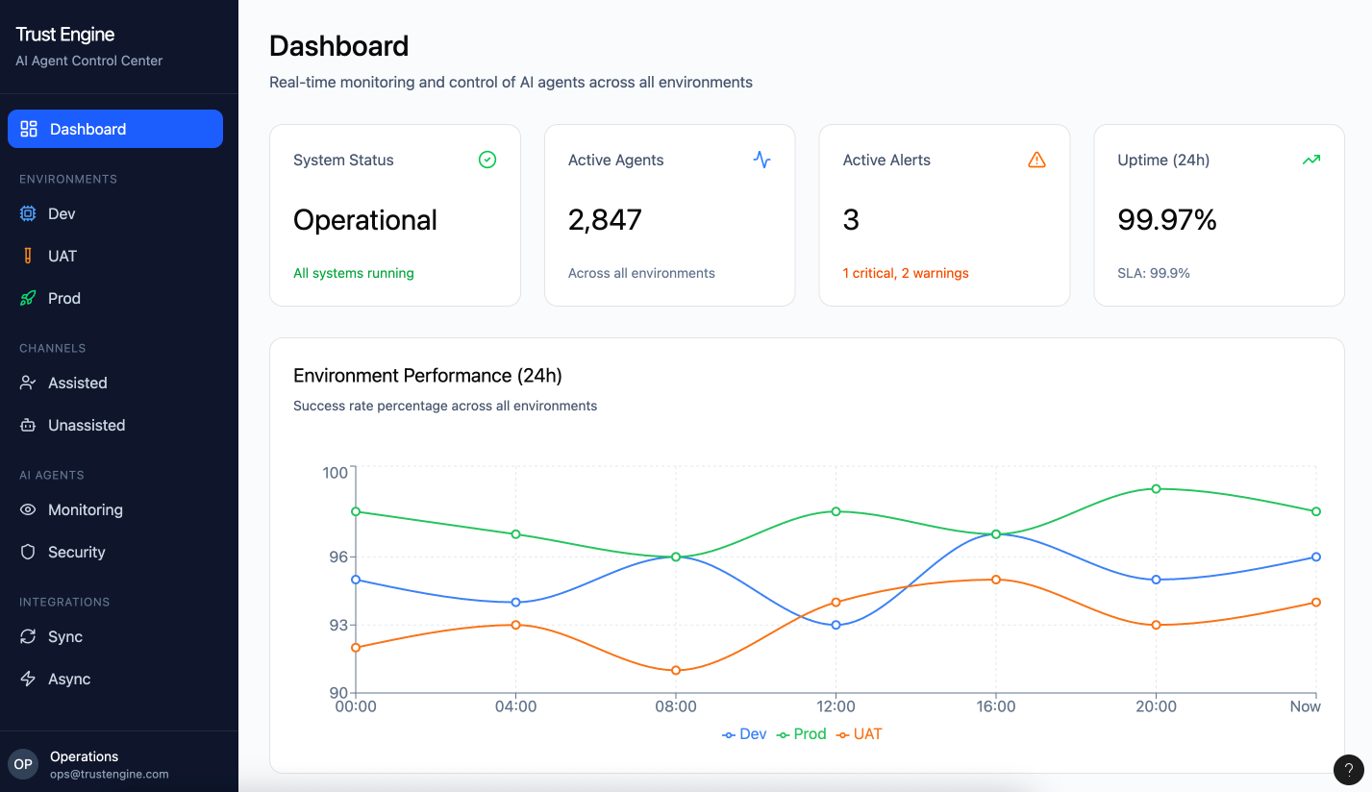 Trust Engine
AI Agent Control Center
Dashboard
ENVIRONMENTS
Dev
UAT
Prod
CHANNELS
Assisted
Unassisted
AI AGENTS
Monitoring
Security
INTEGRATIONS
Sync
Async
OP
Operations
ops@trustengine.com
Dashboard
Real-time monitoring and control of AI agents across all environments
System Status
Operational
All systems running
Active Agents
2,847
Across all environments
Active Alerts
3
1 critical, 2 warnings
Uptime (24h)
99.97%
SLA: 99.9%
Environment Performance (24h)
Success rate percentage across all environments
100
96
93
90
00:00 04:00 08:00 12:00 16:00 20:00 Now
Dev Prod UAT
?